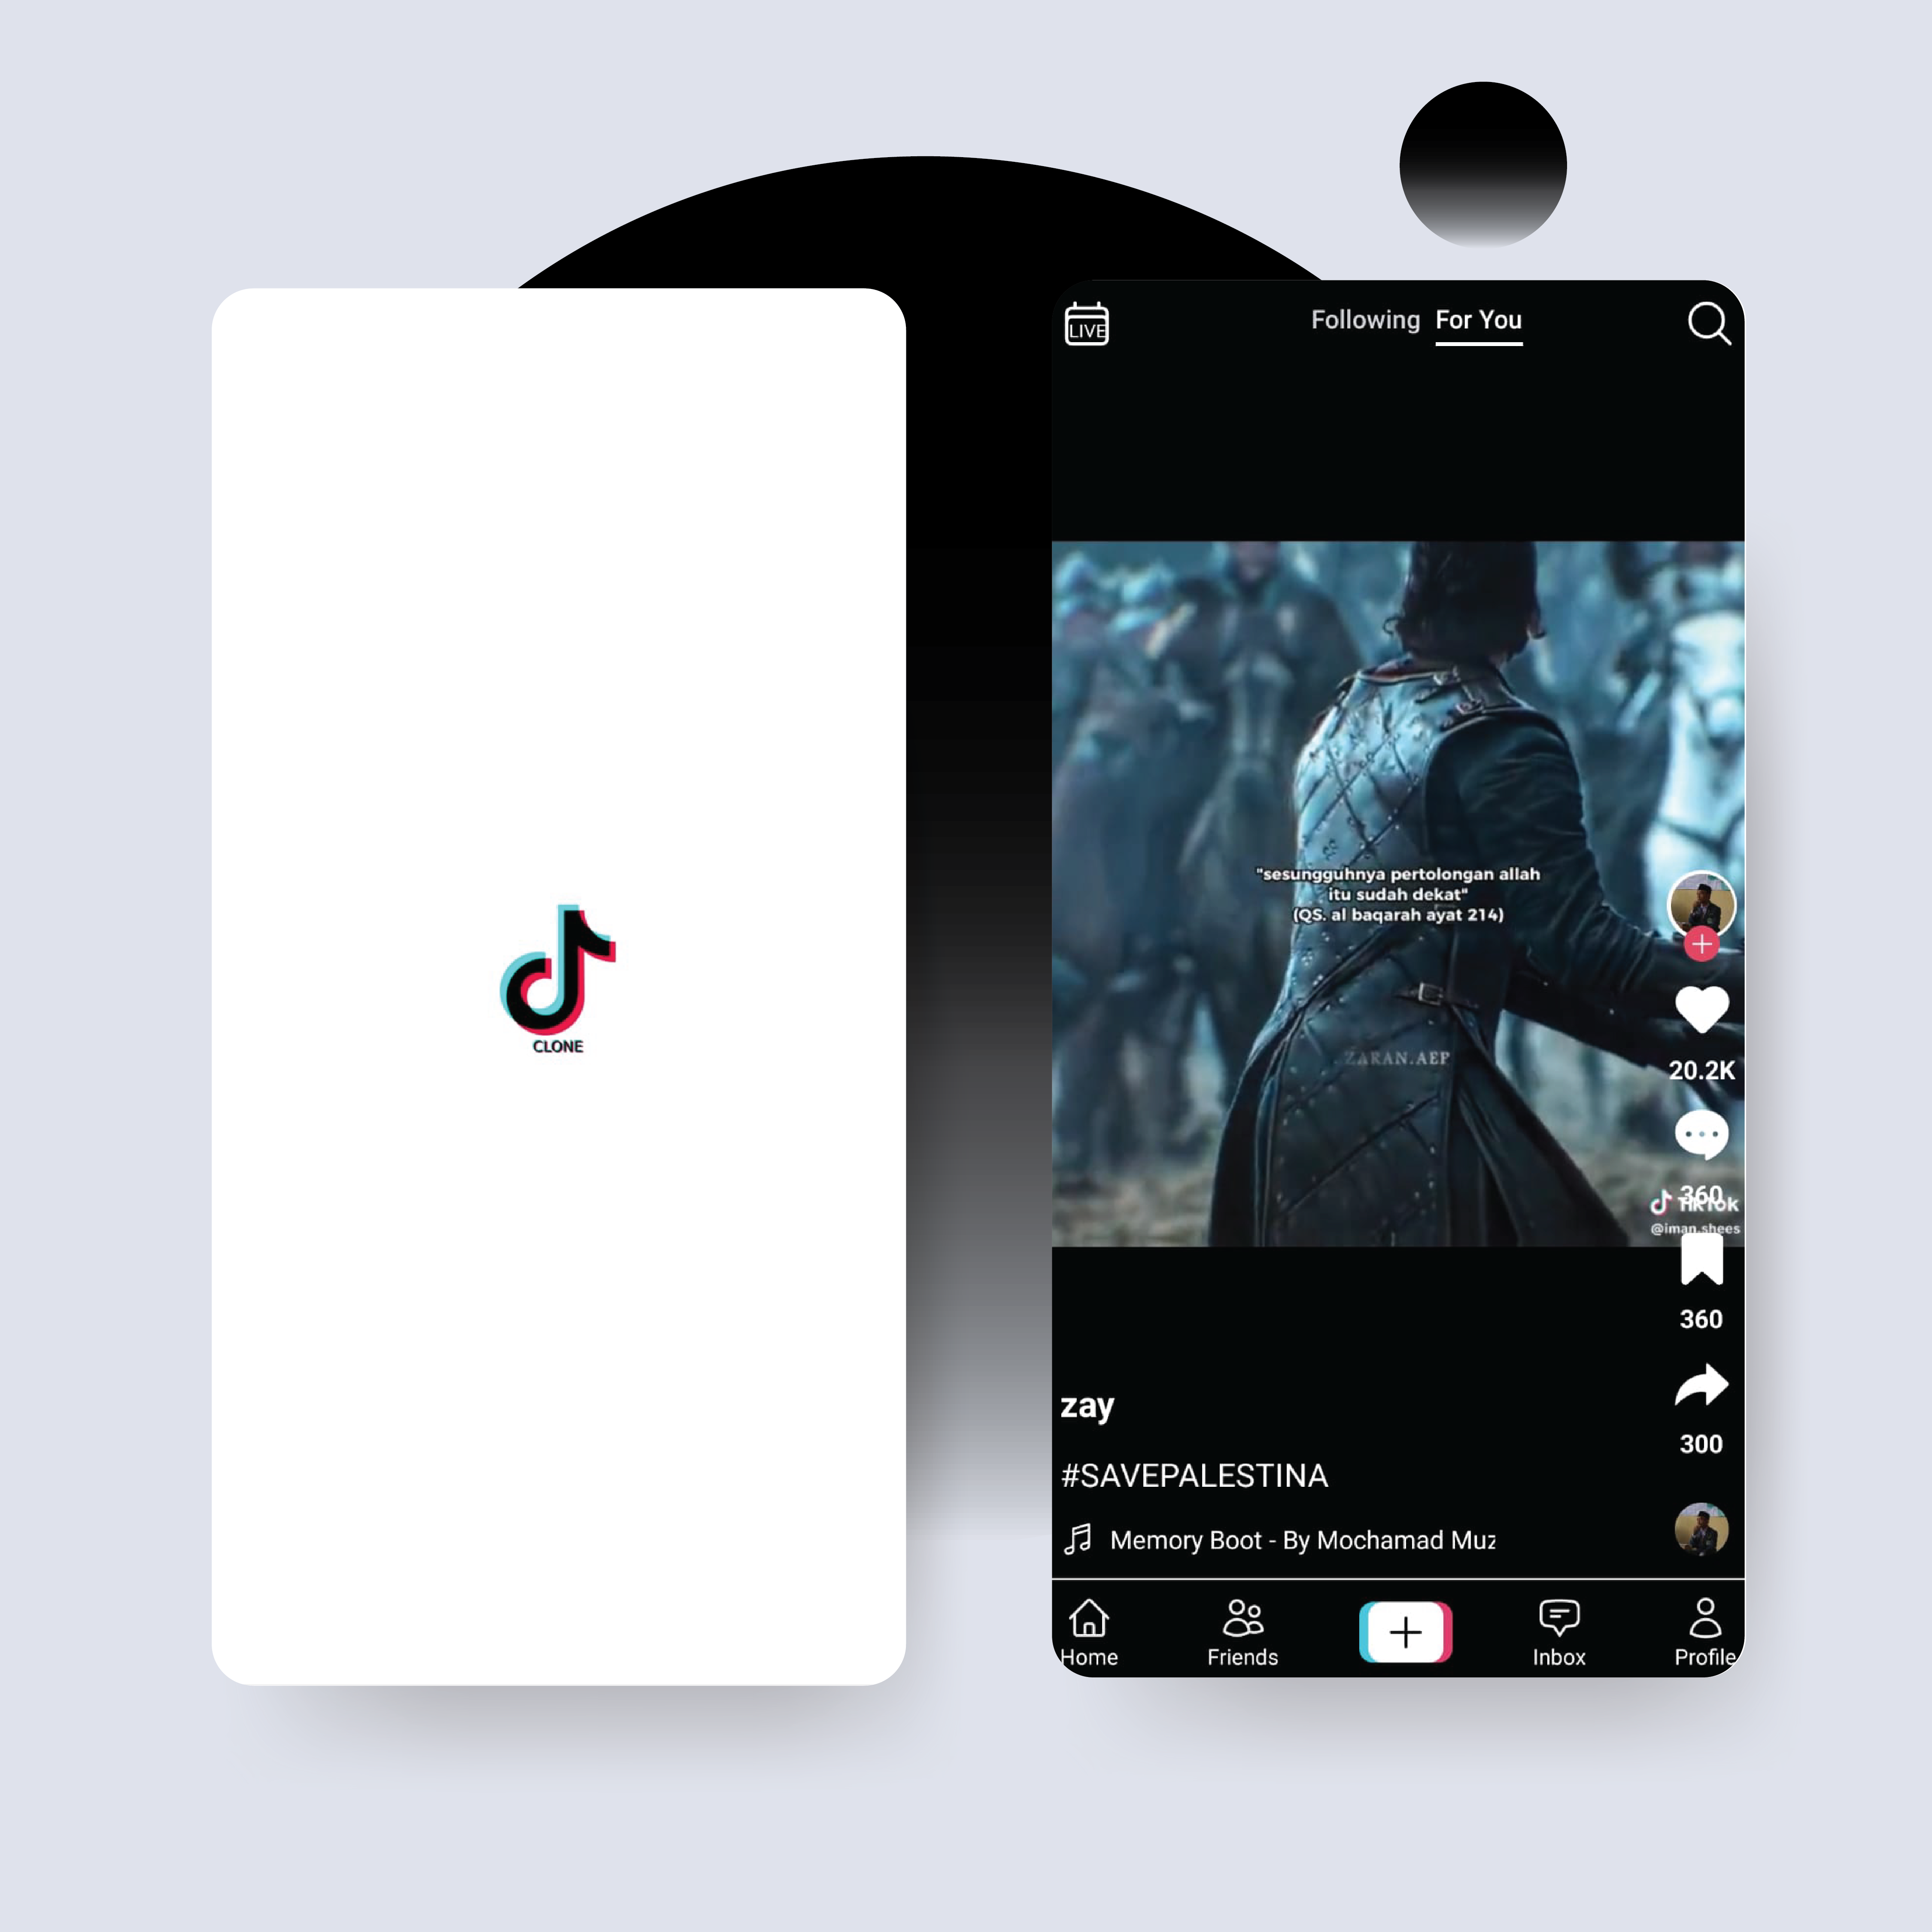 CLONE
LIVE
Following For You
"sesungguhnya pertolongan allah
itu sudah dekat"
(QS. al baqarah ayat 214)
ZARAN.AEP
20.2K
360
TikTok
@iman.shees
360
300
zay
#SAVEPALESTINA
Memory Boot - By Mochamad Muz
Home Friends Inbox Profile